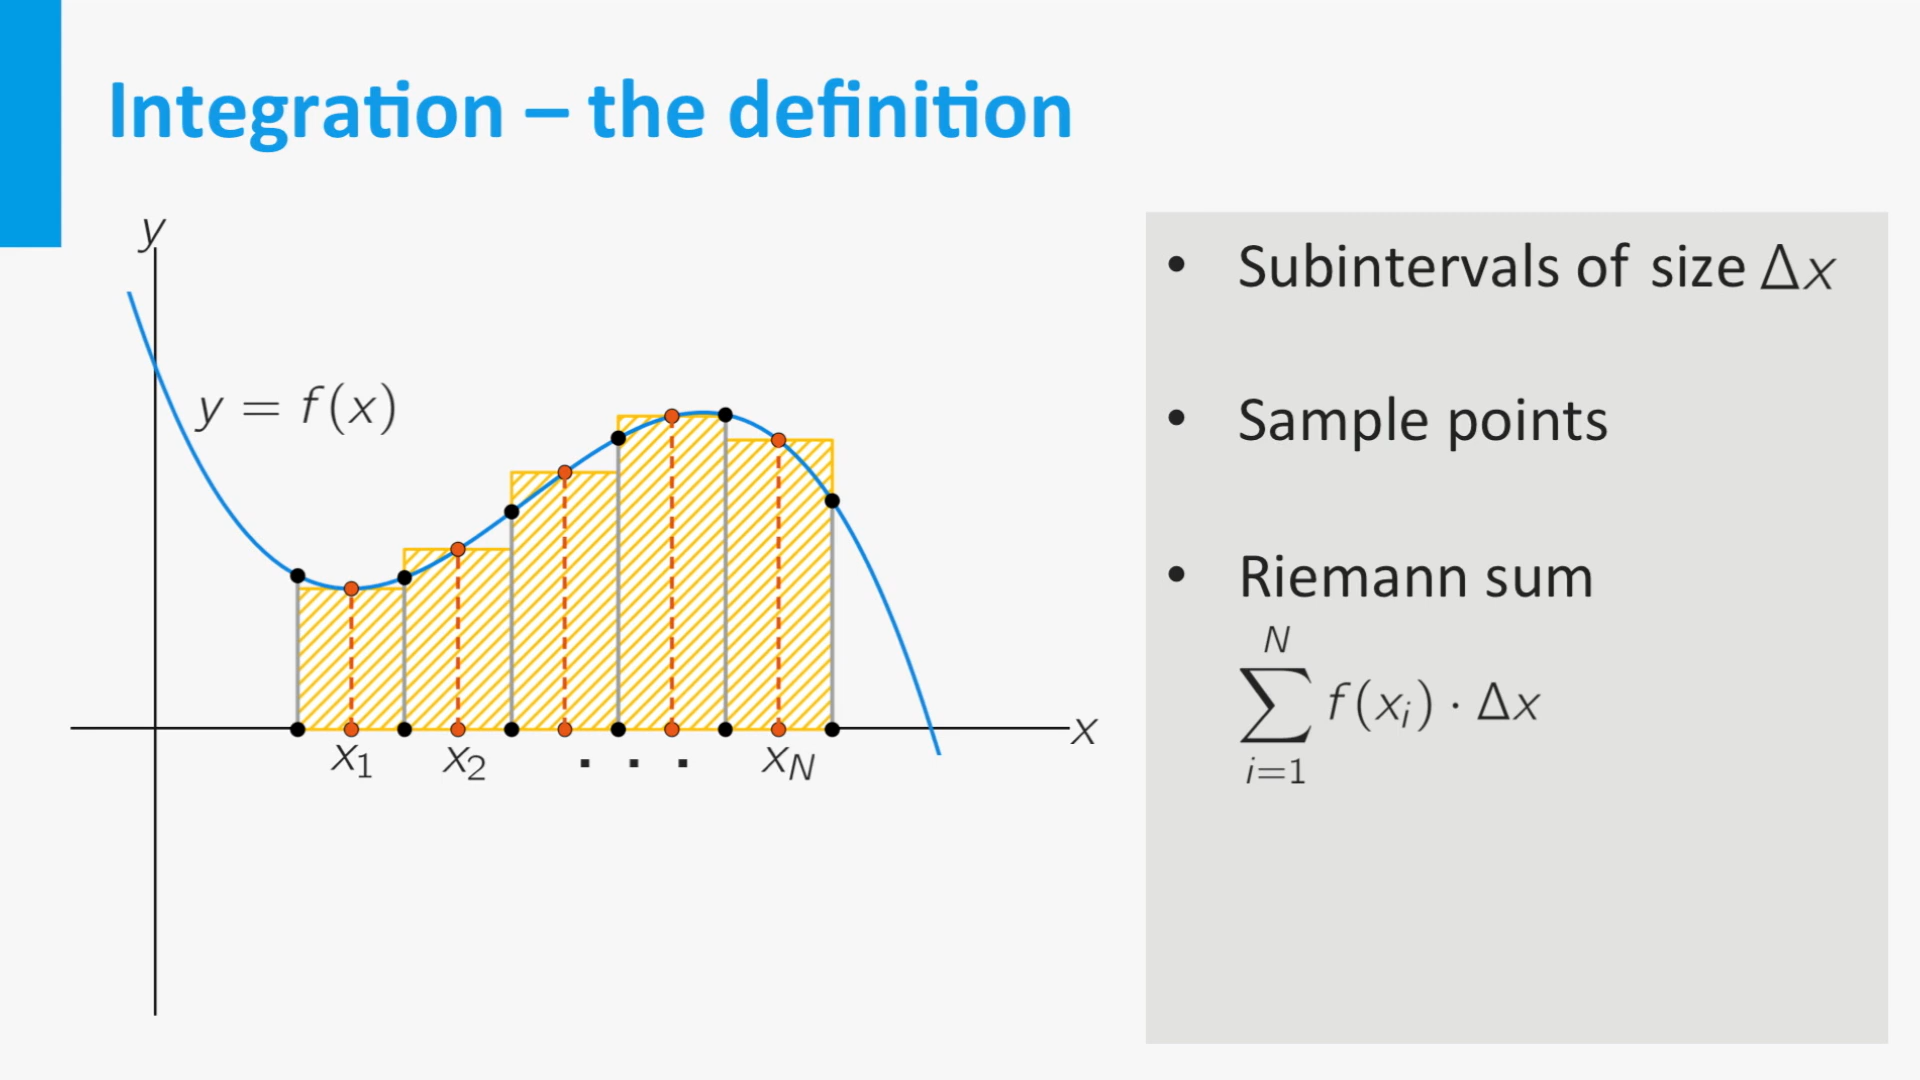 Integration – the definition
y
y = f(x)
x
x₁ x₂ . . . x_N
• Subintervals of size Δx
• Sample points
• Riemann sum
N
∑ f(xᵢ) · Δx
i=1